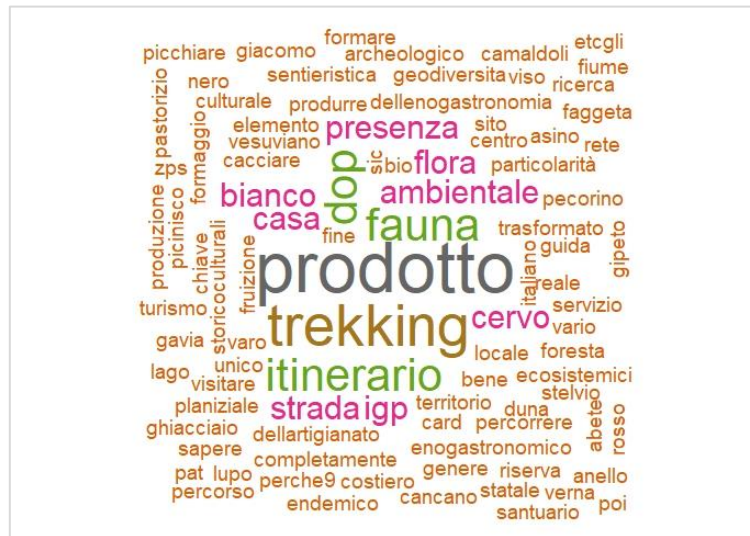 formare
picchiare giacomo archeologico camaldoli etcgli
nero sentieristica geodiversita viso ricerca fiume
pastorizio
culturale produrre dellenogastronomia faggeta
formaggio
elemento presenza sito centro asino rete
vesuviano
zps cacciare dop sic bio flora particolarità
bianco ambientale pecorino
casa fine fauna trasformato
produzione picinisco chiave storicoculturali fruizione
prodotto italiano guida gipeto
reale
turismo trekking cervo servizio
vario
gavia varo locale foresta
lago unico itinerario bene ecosistemici
visitare stelvio
planiziale strada igp territorio duna abete rosso
ghiacciaio dellartigianato card percorrere
sapere enogastronomico
completamente genere riserva anello
pat lupo perche9 costiero
percorso endemico cancano statale verna poi
santuario